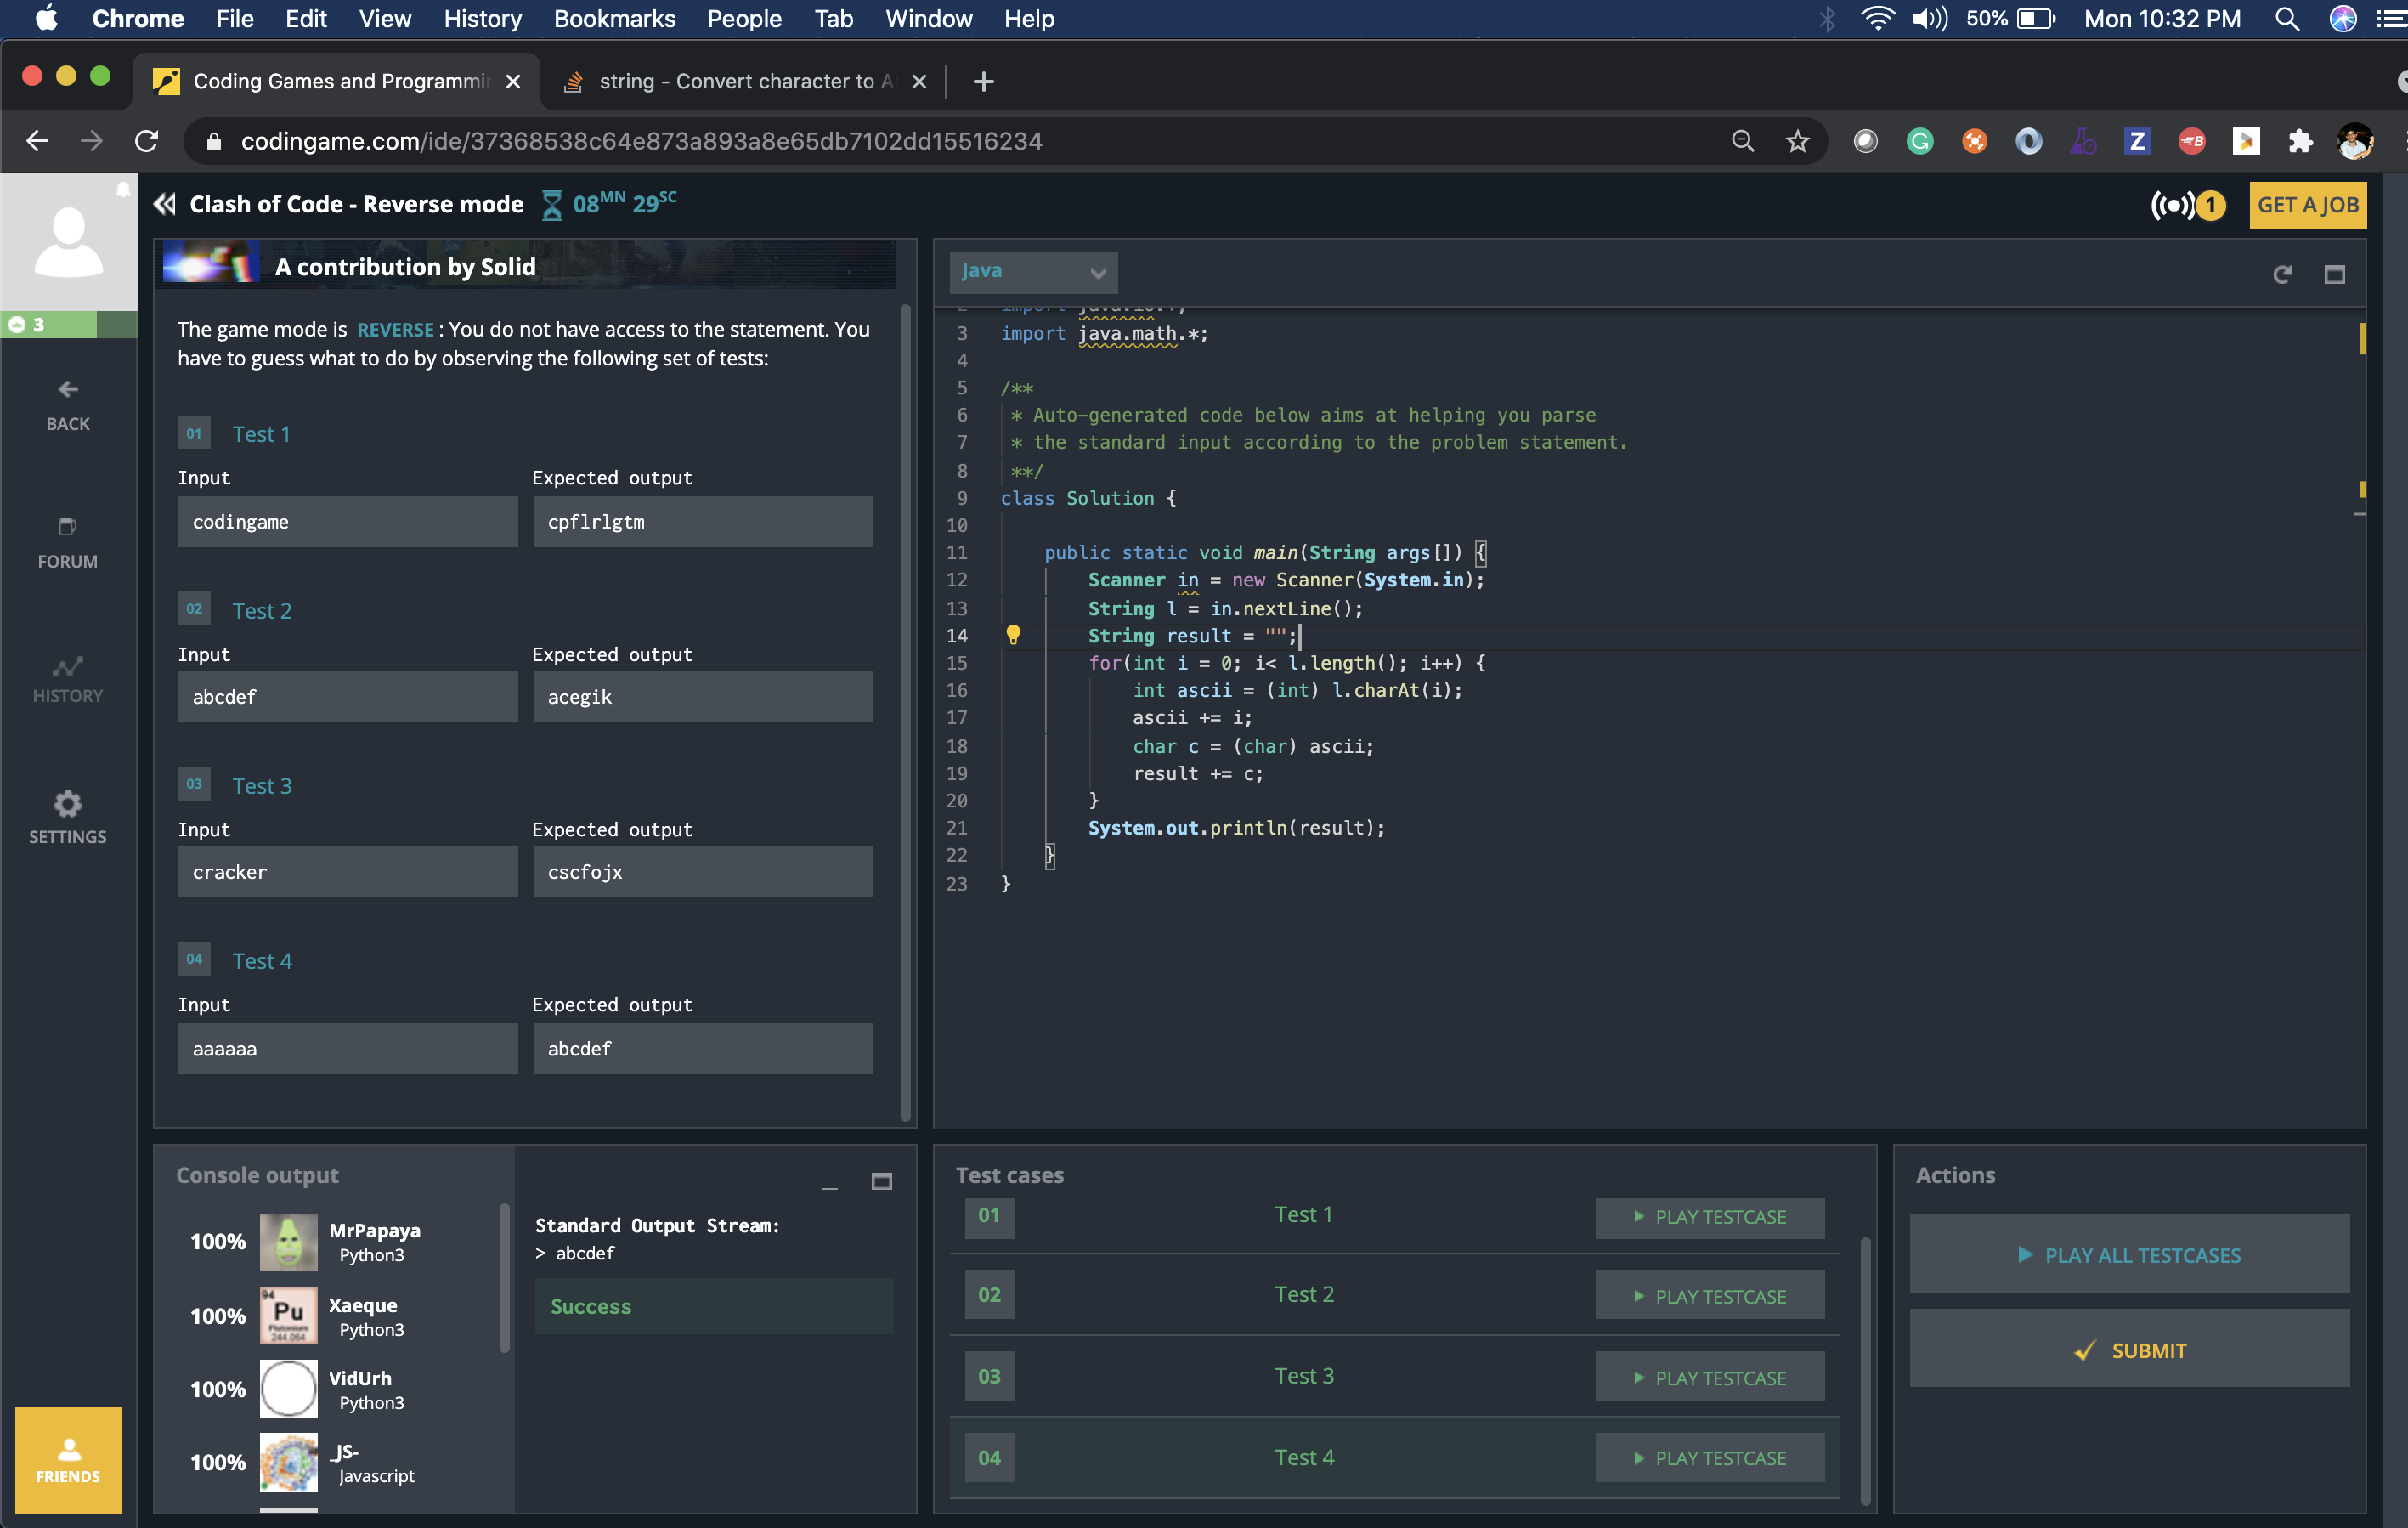 Chrome File Edit View History Bookmarks People Tab Window Help 50% Mon 10:32 PM
Coding Games and Programmin string - Convert character to A
codingame.com/ide/37368538c64e873a893a8e65db7102dd15516234
Clash of Code - Reverse mode 08MN 29SC 1 GET A JOB
3
BACK
FORUM
HISTORY
SETTINGS
FRIENDS
A contribution by Solid
The game mode is REVERSE : You do not have access to the statement. You
have to guess what to do by observing the following set of tests:
01 Test 1
Input Expected output
codingame cpflrlgtm
02 Test 2
Input Expected output
abcdef acegik
03 Test 3
Input Expected output
cracker cscfojx
04 Test 4
Input Expected output
aaaaaa abcdef
Java
2 import java.io.*;
3 import java.math.*;
4
5 /**
6 * Auto-generated code below aims at helping you parse
7 * the standard input according to the problem statement.
8 **/
9 class Solution {
10
11 public static void main(String args[]) {
12 Scanner in = new Scanner(System.in);
13 String l = in.nextLine();
14 String result = "";
15 for(int i = 0; i< l.length(); i++) {
16 int ascii = (int) l.charAt(i);
17 ascii += i;
18 char c = (char) ascii;
19 result += c;
20 }
21 System.out.println(result);
22 }
23 }
Console output
100% MrPapaya
Python3
100% 94 Pu Plutonium 244.064 Xaeque
Python3
100% VidUrh
Python3
100% _JS-
Javascript
Standard Output Stream:
> abcdef
Success
Test cases
01 Test 1 PLAY TESTCASE
02 Test 2 PLAY TESTCASE
03 Test 3 PLAY TESTCASE
04 Test 4 PLAY TESTCASE
Actions
PLAY ALL TESTCASES
SUBMIT